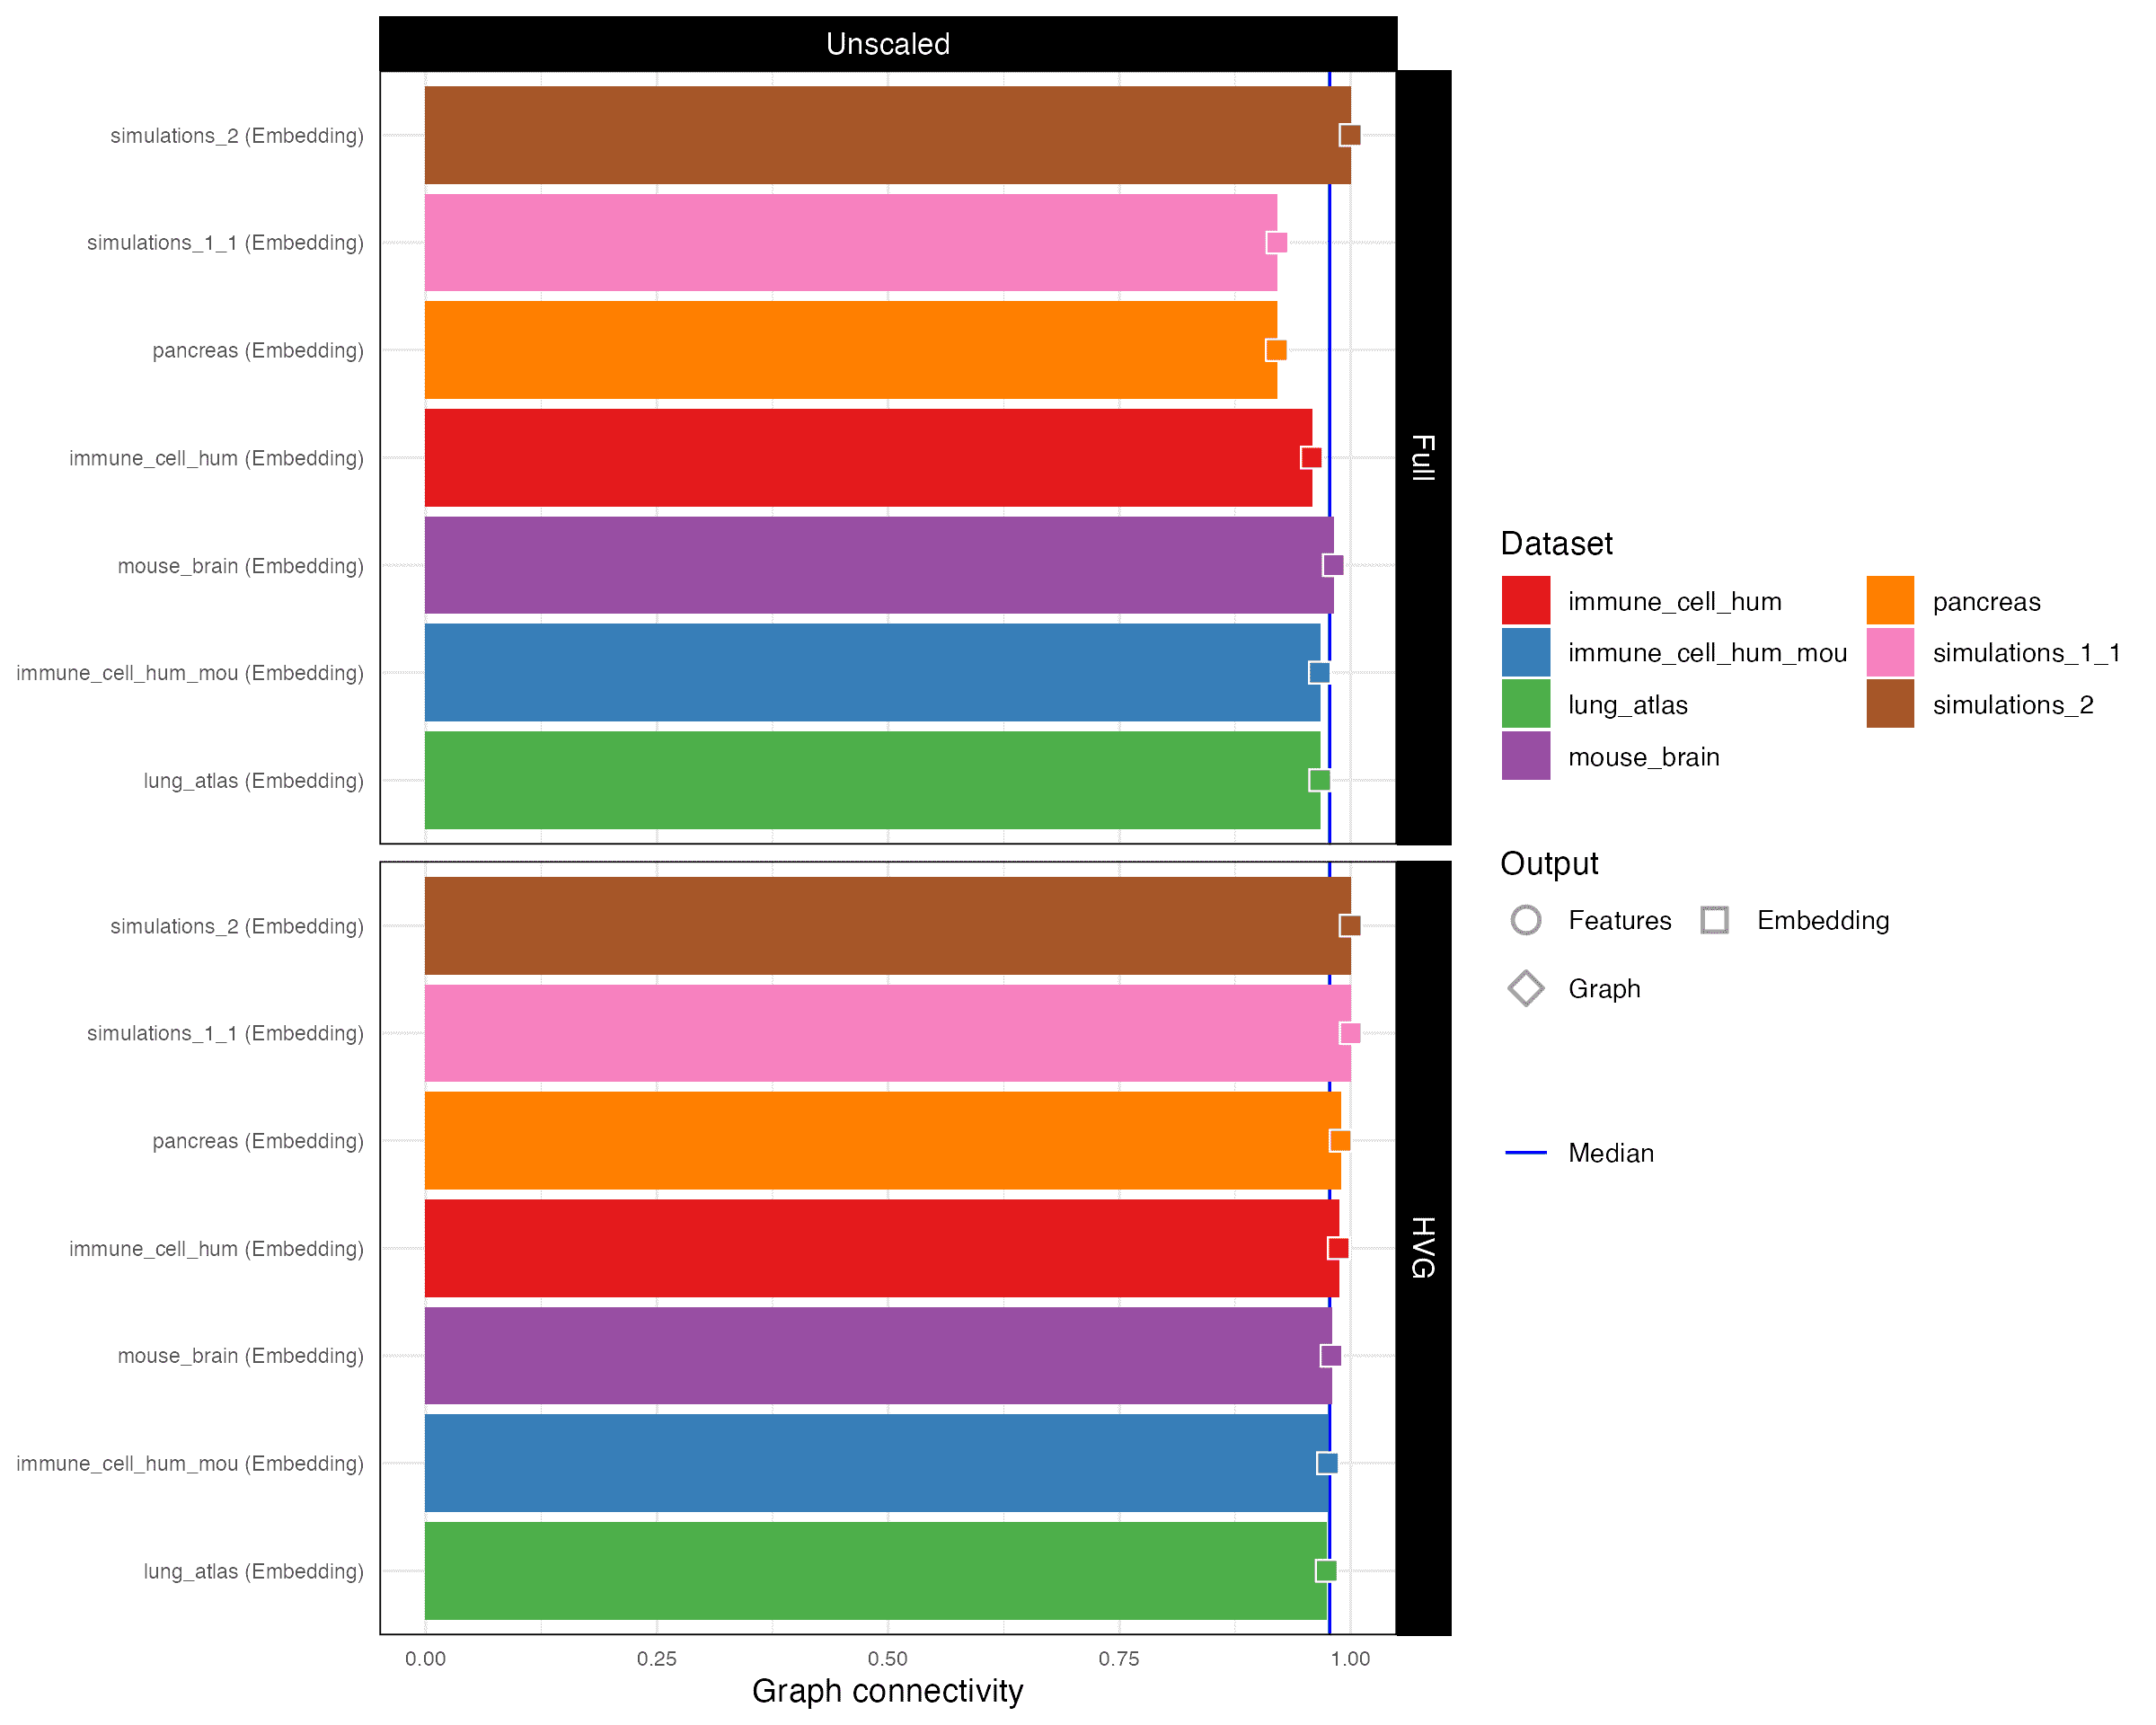 Unscaled
simulations_2 (Embedding)
simulations_1_1 (Embedding)
pancreas (Embedding)
immune_cell_hum (Embedding)
mouse_brain (Embedding)
immune_cell_hum_mou (Embedding)
lung_atlas (Embedding)
Full
simulations_2 (Embedding)
simulations_1_1 (Embedding)
pancreas (Embedding)
immune_cell_hum (Embedding)
mouse_brain (Embedding)
immune_cell_hum_mou (Embedding)
lung_atlas (Embedding)
HVG
0.00 0.25 0.50 0.75 1.00
Graph connectivity
Dataset
immune_cell_hum
immune_cell_hum_mou
lung_atlas
mouse_brain
pancreas
simulations_1_1
simulations_2
Output
Features Embedding
Graph
Median